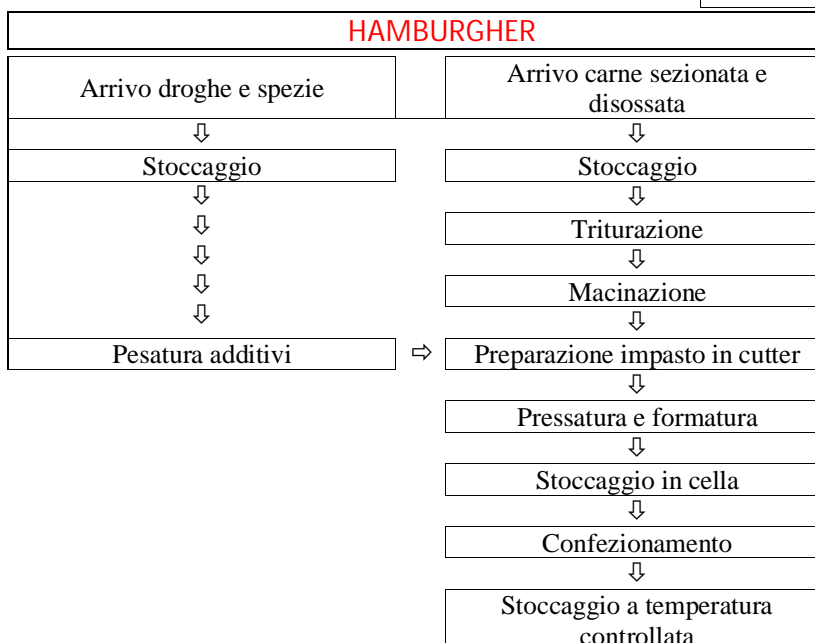 HAMBURGHER
Arrivo droghe e spezie
Arrivo carne sezionata e
disossata
⇩ ⇩
Stoccaggio Stoccaggio
⇩ ⇩
⇩ Triturazione
⇩ ⇩
⇩ Macinazione
⇩ ⇩
Pesatura additivi ⇨ Preparazione impasto in cutter
⇩
Pressatura e formatura
⇩
Stoccaggio in cella
⇩
Confezionamento
⇩
Stoccaggio a temperatura
controllata